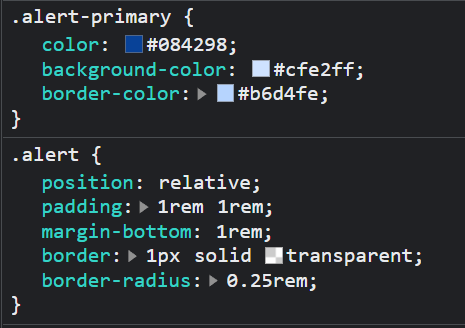 .alert-primary {
color: #084298;
background-color: #cfe2ff;
border-color: #b6d4fe;
}
.alert {
position: relative;
padding: 1rem 1rem;
margin-bottom: 1rem;
border: 1px solid transparent;
border-radius: 0.25rem;
}